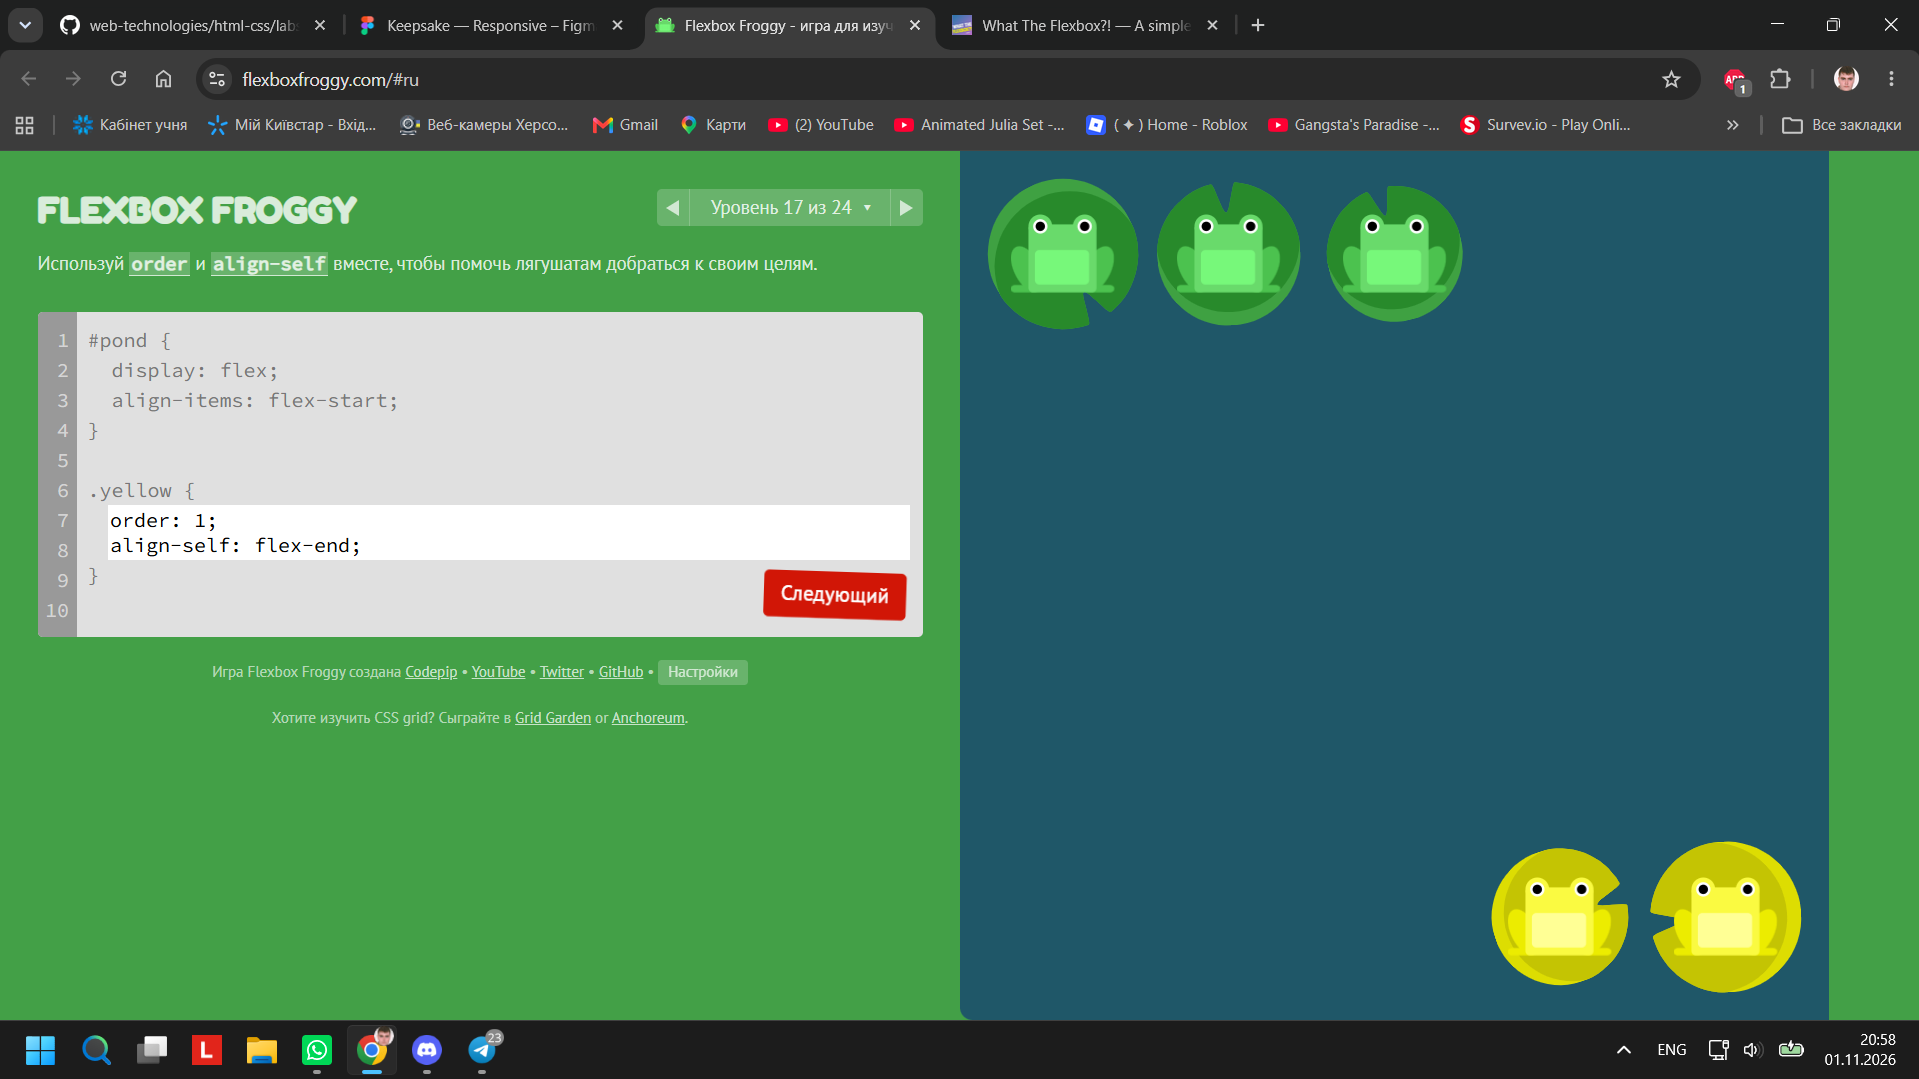 web-technologies/html-css/labs
Keepsake — Responsive – Figm
Flexbox Froggy - игра для изуч
What The Flexbox?! — A simple
flexboxfroggy.com/#ru
1
Кабінет учня
Мій Київстар - Вхід...
Веб-камеры Херсо...
Gmail
Карти
(2) YouTube
Animated Julia Set -...
( ✦ ) Home - Roblox
Gangsta's Paradise -...
Survev.io - Play Onli...
Все закладки
FLEXBOX FROGGY
Уровень 17 из 24
Используй order и align-self вместе, чтобы помочь лягушатам добраться к своим целям.
1 #pond {
2 display: flex;
3 align-items: flex-start;
4 }
5
6 .yellow {
7 order: 1;
8 align-self: flex-end;
9 }
10
Следующий
Игра Flexbox Froggy создана Codepip • YouTube • Twitter • GitHub • Настройки
Хотите изучить CSS grid? Сыграйте в Grid Garden or Anchoreum.
L
23
ENG
20:58
01.11.2026